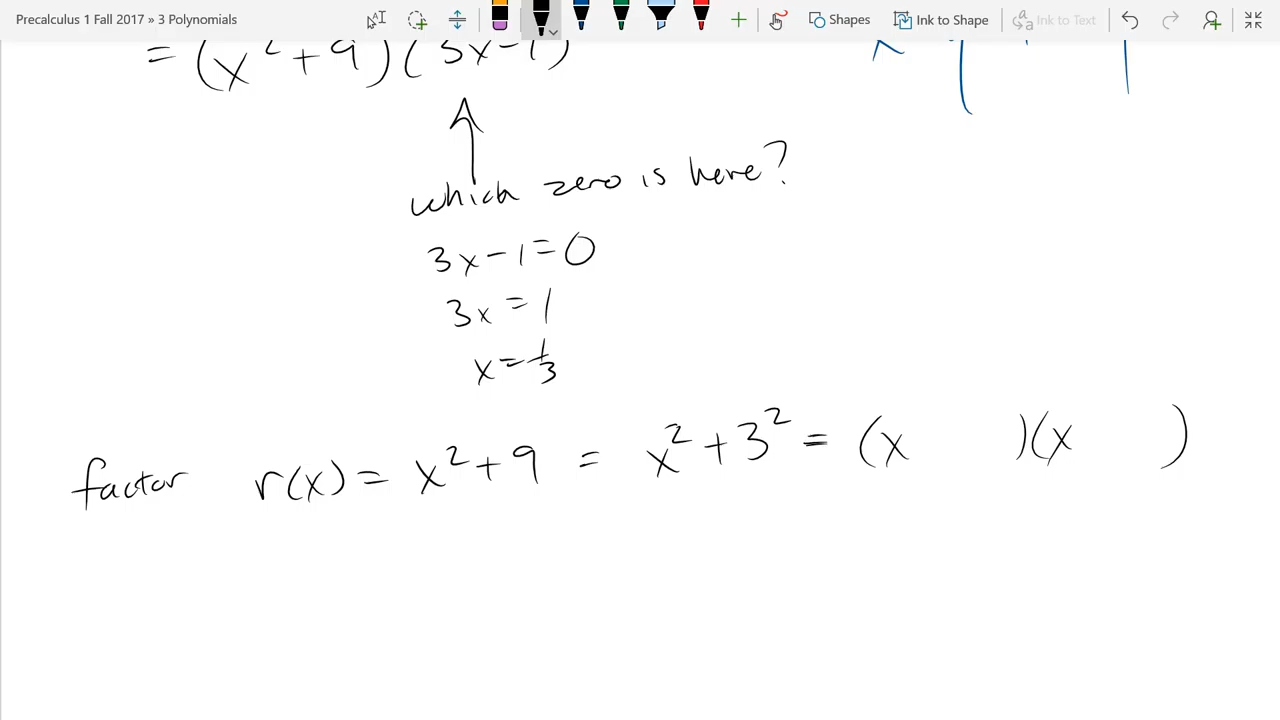 Precalculus 1 Fall 2017 » 3 Polynomials
Shapes
Ink to Shape
Ink to Text
= (x² + 9)(3x - 1)
which zero is here?
3x - 1 = 0
3x = 1
x = 1/3
factor r(x) = x² + 9 = x² + 3² = (x )(x )